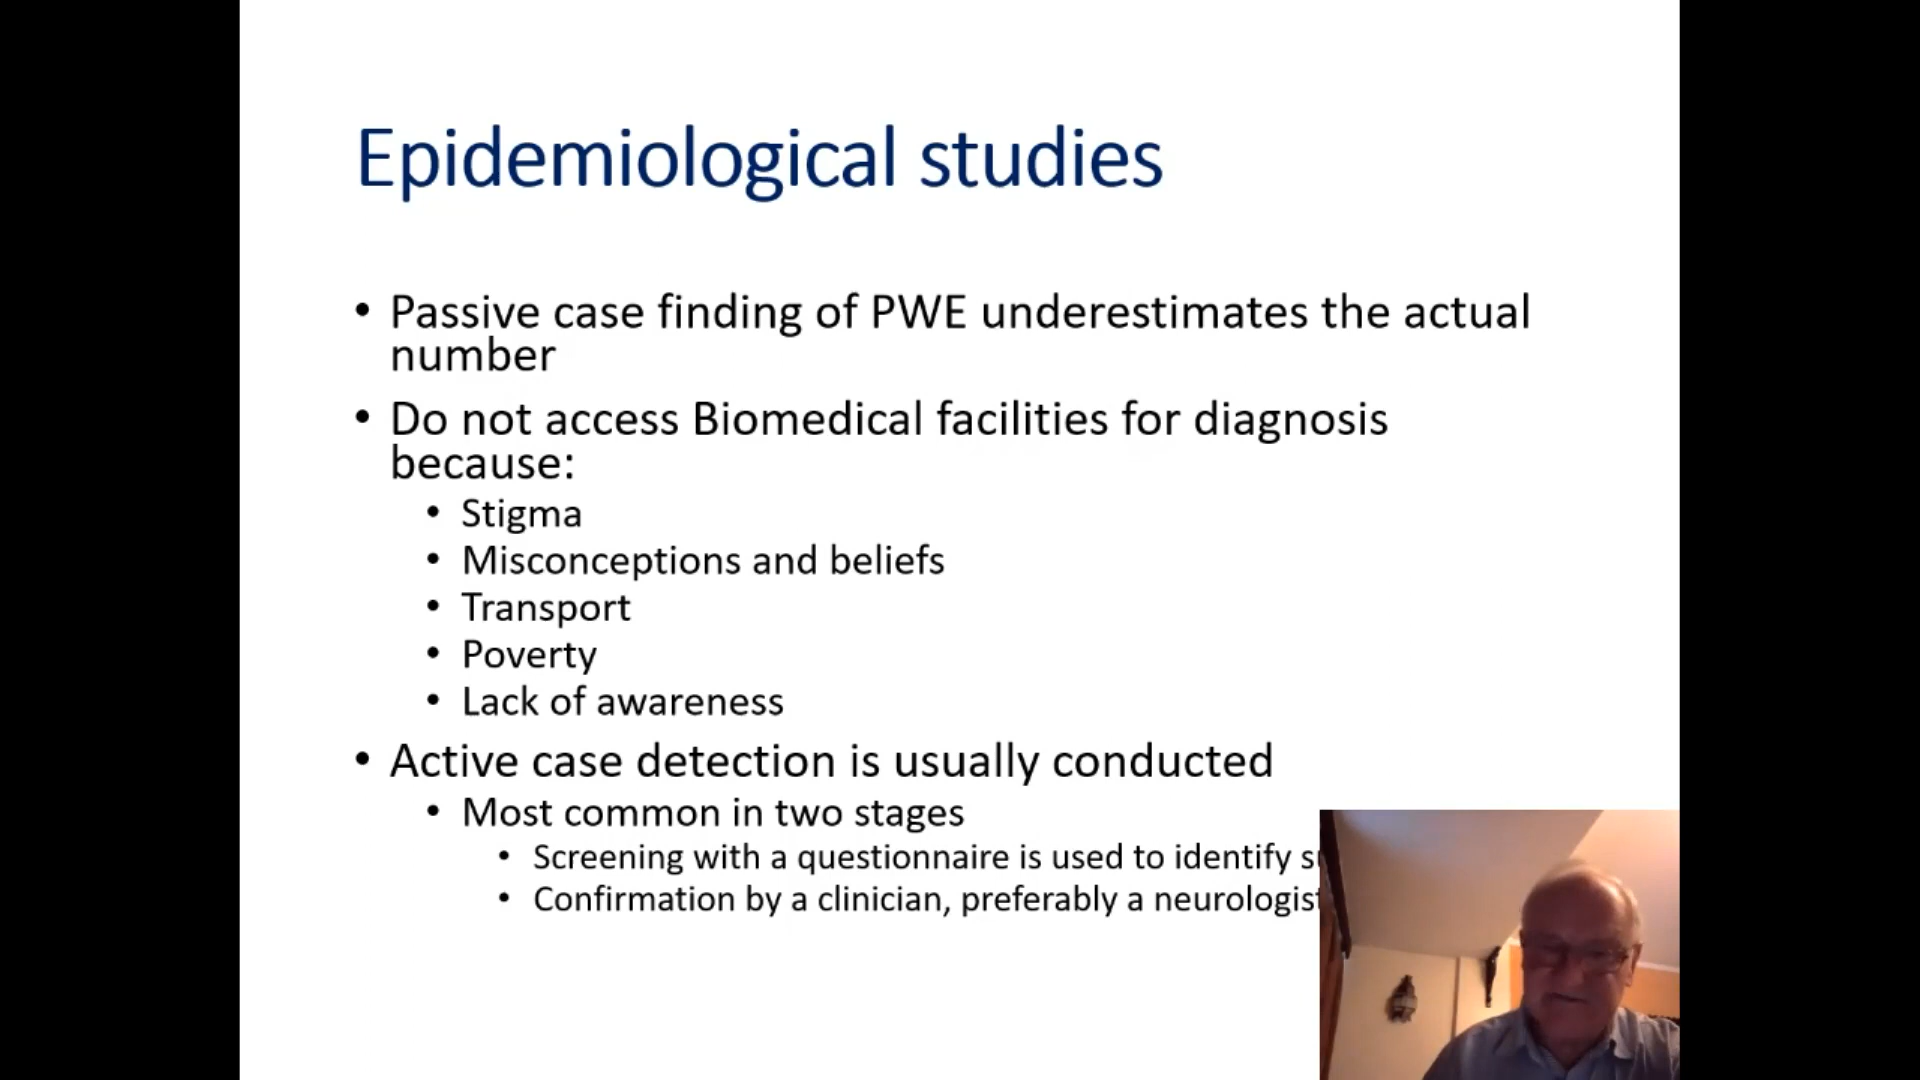 Epidemiological studies
• Passive case finding of PWE underestimates the actual
number
• Do not access Biomedical facilities for diagnosis
because:
• Stigma
• Misconceptions and beliefs
• Transport
• Poverty
• Lack of awareness
• Active case detection is usually conducted
• Most common in two stages
• Screening with a questionnaire is used to identify
• Confirmation by a clinician, preferably a neurologist